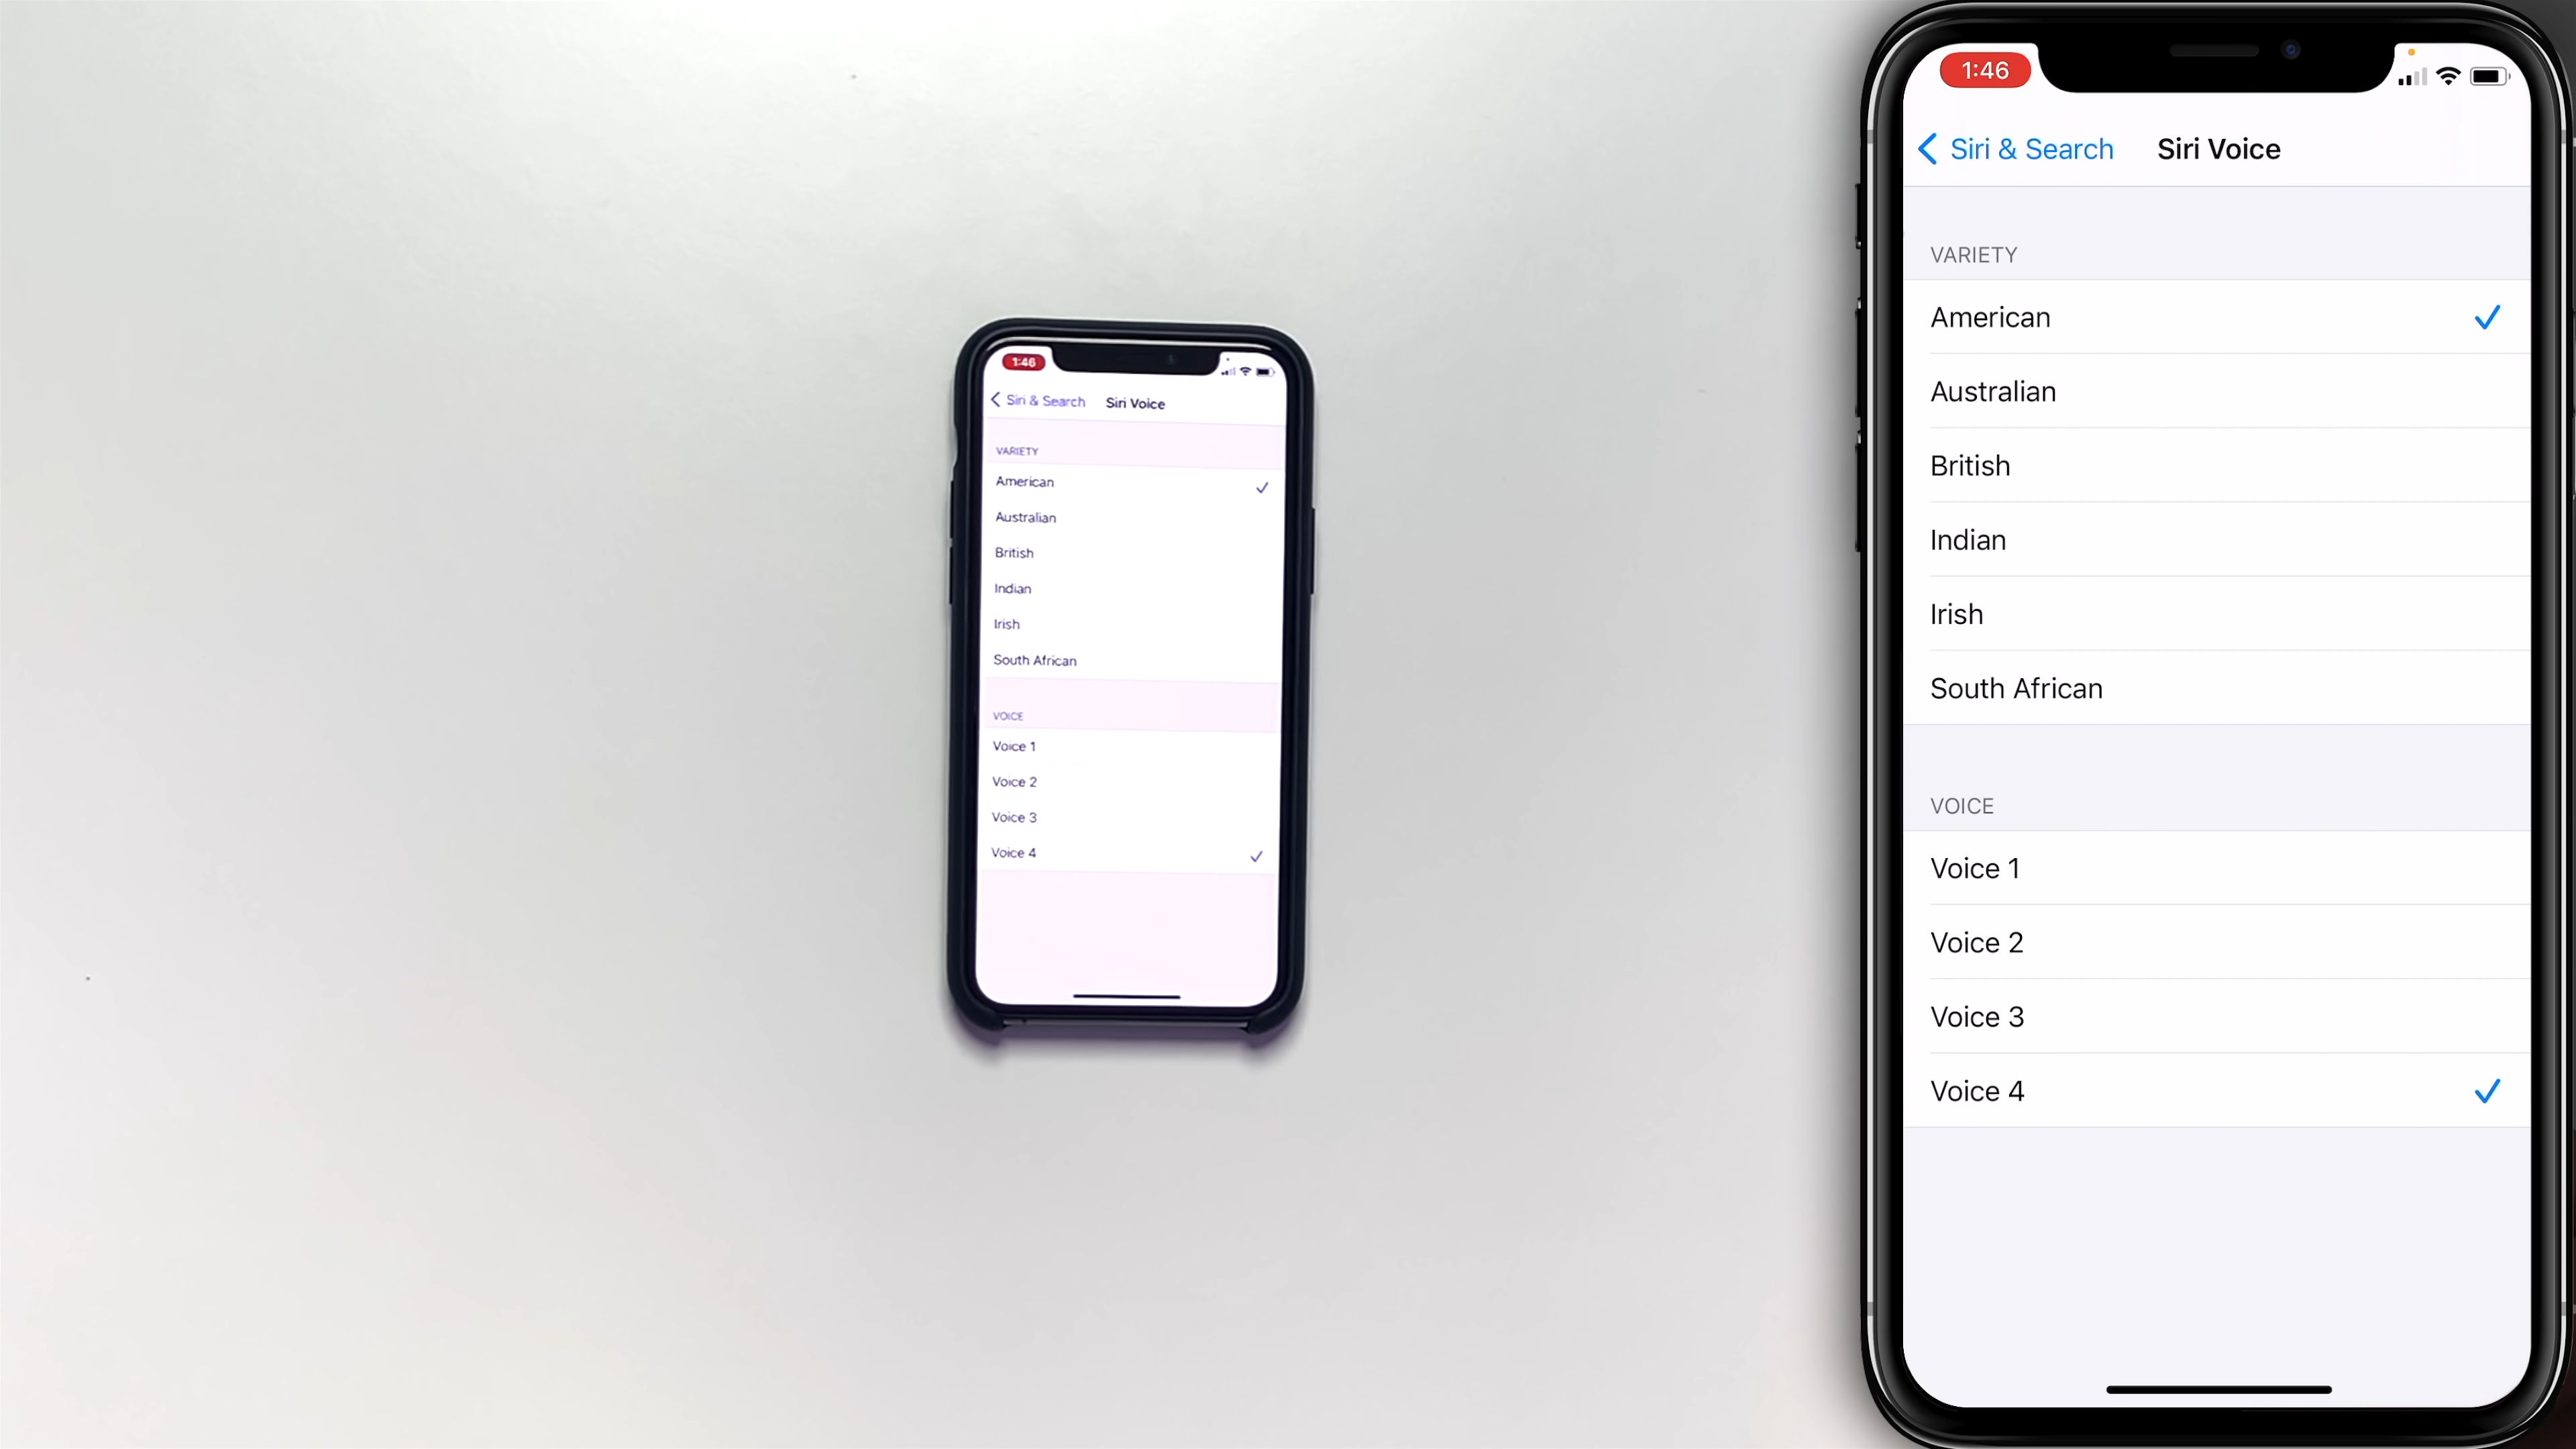 1:46
Siri & Search Siri Voice
VARIETY
American
Australian
British
Indian
Irish
South African
VOICE
Voice 1
Voice 2
Voice 3
Voice 4
1:46
Siri & Search Siri Voice
VARIETY
American
Australian
British
Indian
Irish
South African
VOICE
Voice 1
Voice 2
Voice 3
Voice 4